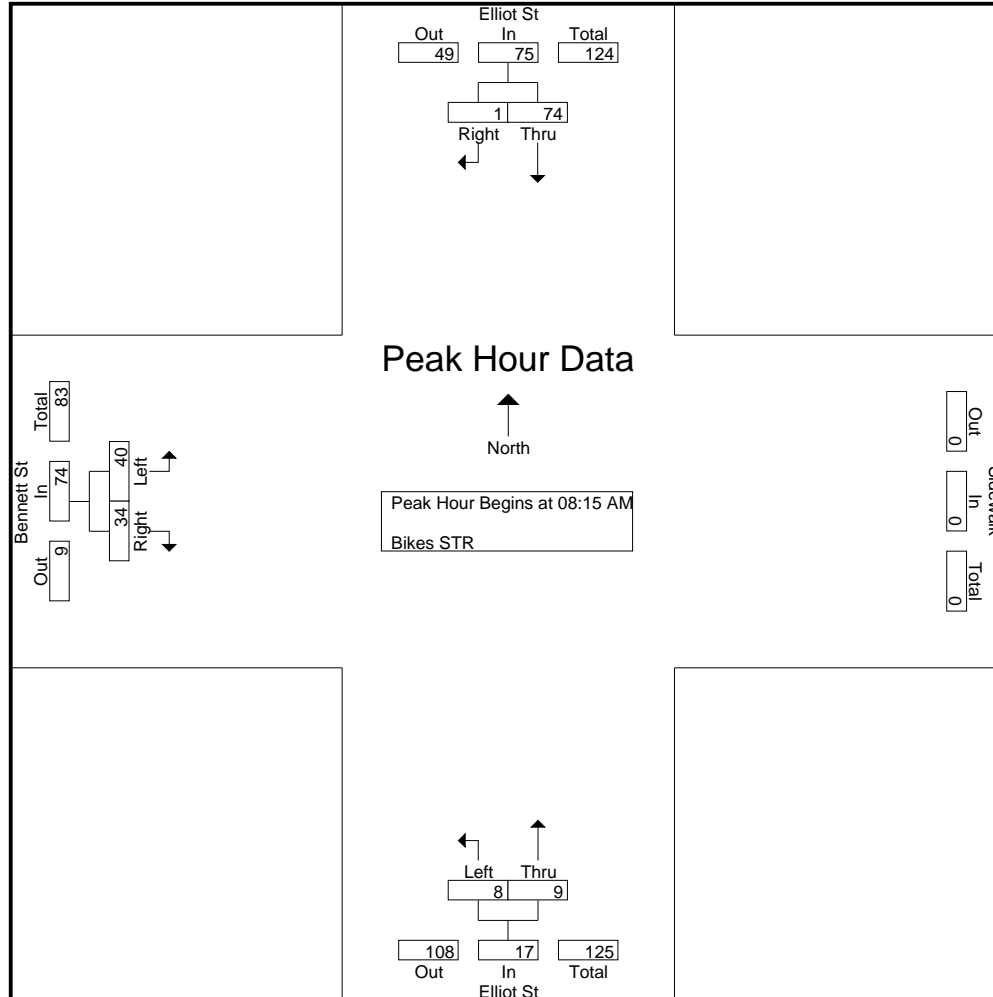 Elliot St
Out In Total
49 75 124
1 74
Right Thru
Peak Hour Data
North
Peak Hour Begins at 08:15 AM
Bikes STR
Bennett St
Total In Out
83 74 9
40 34
Left Right
Out In Total
0 0 0
Left Thru
8 9
108 17 125
Out In Total
Elliot St